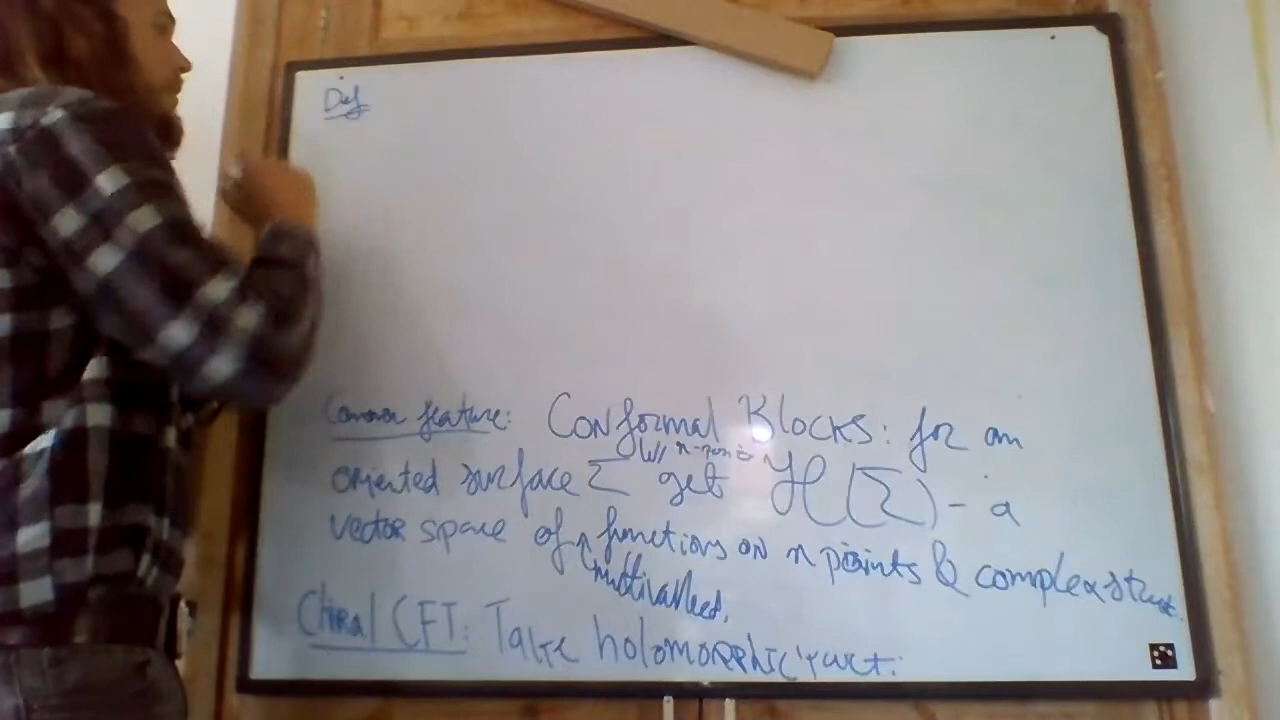 Def
Common feature: Conformal Blocks: for an
w/ n-points
oriented surface Σ get ℋ(Σ) - a
vector space of functions on n points & complex struct.
(multivalued)
Chiral CFT: Take holomorphic funct.